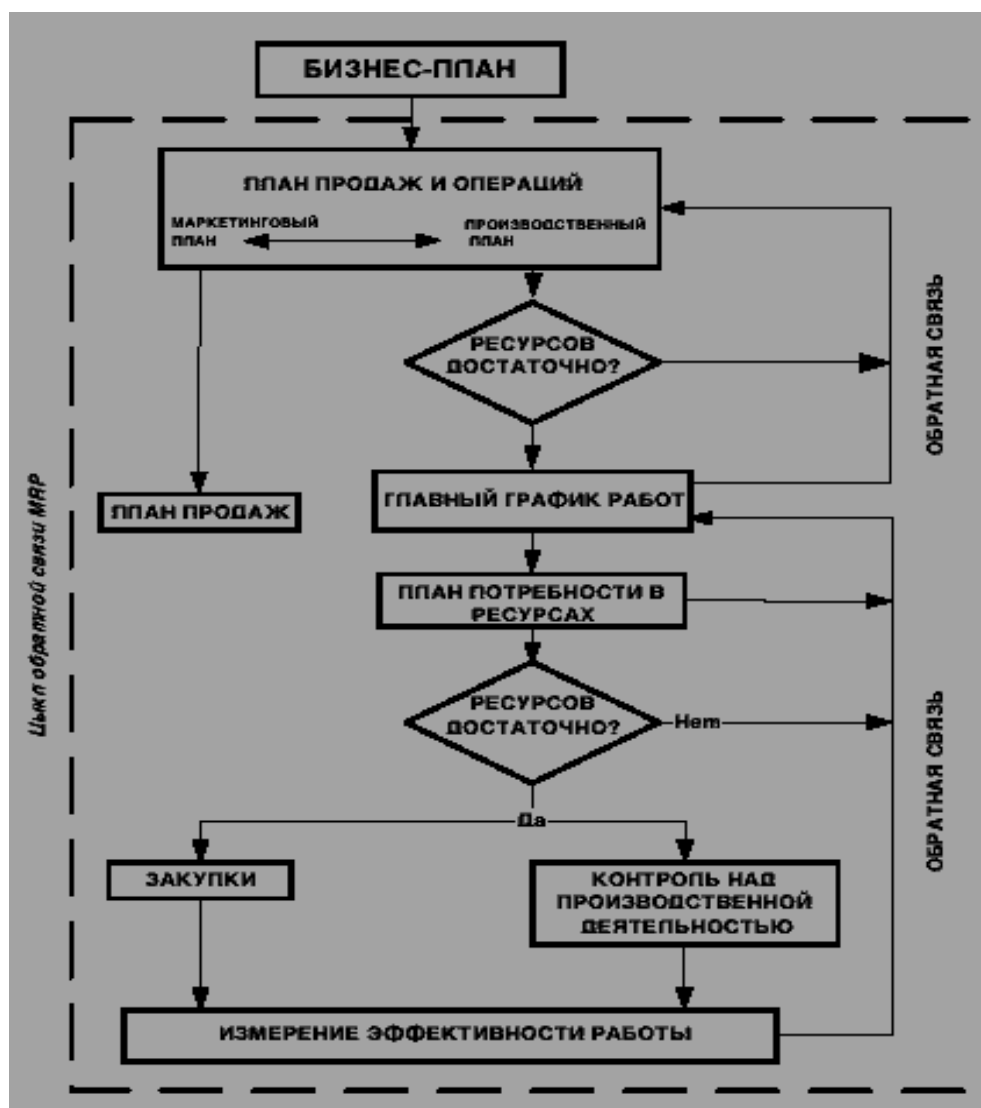 БИЗНЕС-ПЛАН
ПЛАН ПРОДАЖ И ОПЕРАЦИЙ
МАРКЕТИНГОВЫЙ
ПЛАН
ПРОИЗВОДСТВЕННЫЙ
ПЛАН
РЕСУРСОВ
ДОСТАТОЧНО?
ОБРАТНАЯ СВЯЗЬ
ПЛАН ПРОДАЖ
ГЛАВНЫЙ ГРАФИК РАБОТ
Цикл обратной связи MRP
ПЛАН ПОТРЕБНОСТИ В
РЕСУРСАХ
РЕСУРСОВ
ДОСТАТОЧНО?
Нет
ОБРАТНАЯ СВЯЗЬ
Да
ЗАКУПКИ
КОНТРОЛЬ НАД
ПРОИЗВОДСТВЕННОЙ
ДЕЯТЕЛЬНОСТЬЮ
ИЗМЕРЕНИЕ ЭФФЕКТИВНОСТИ РАБОТЫ